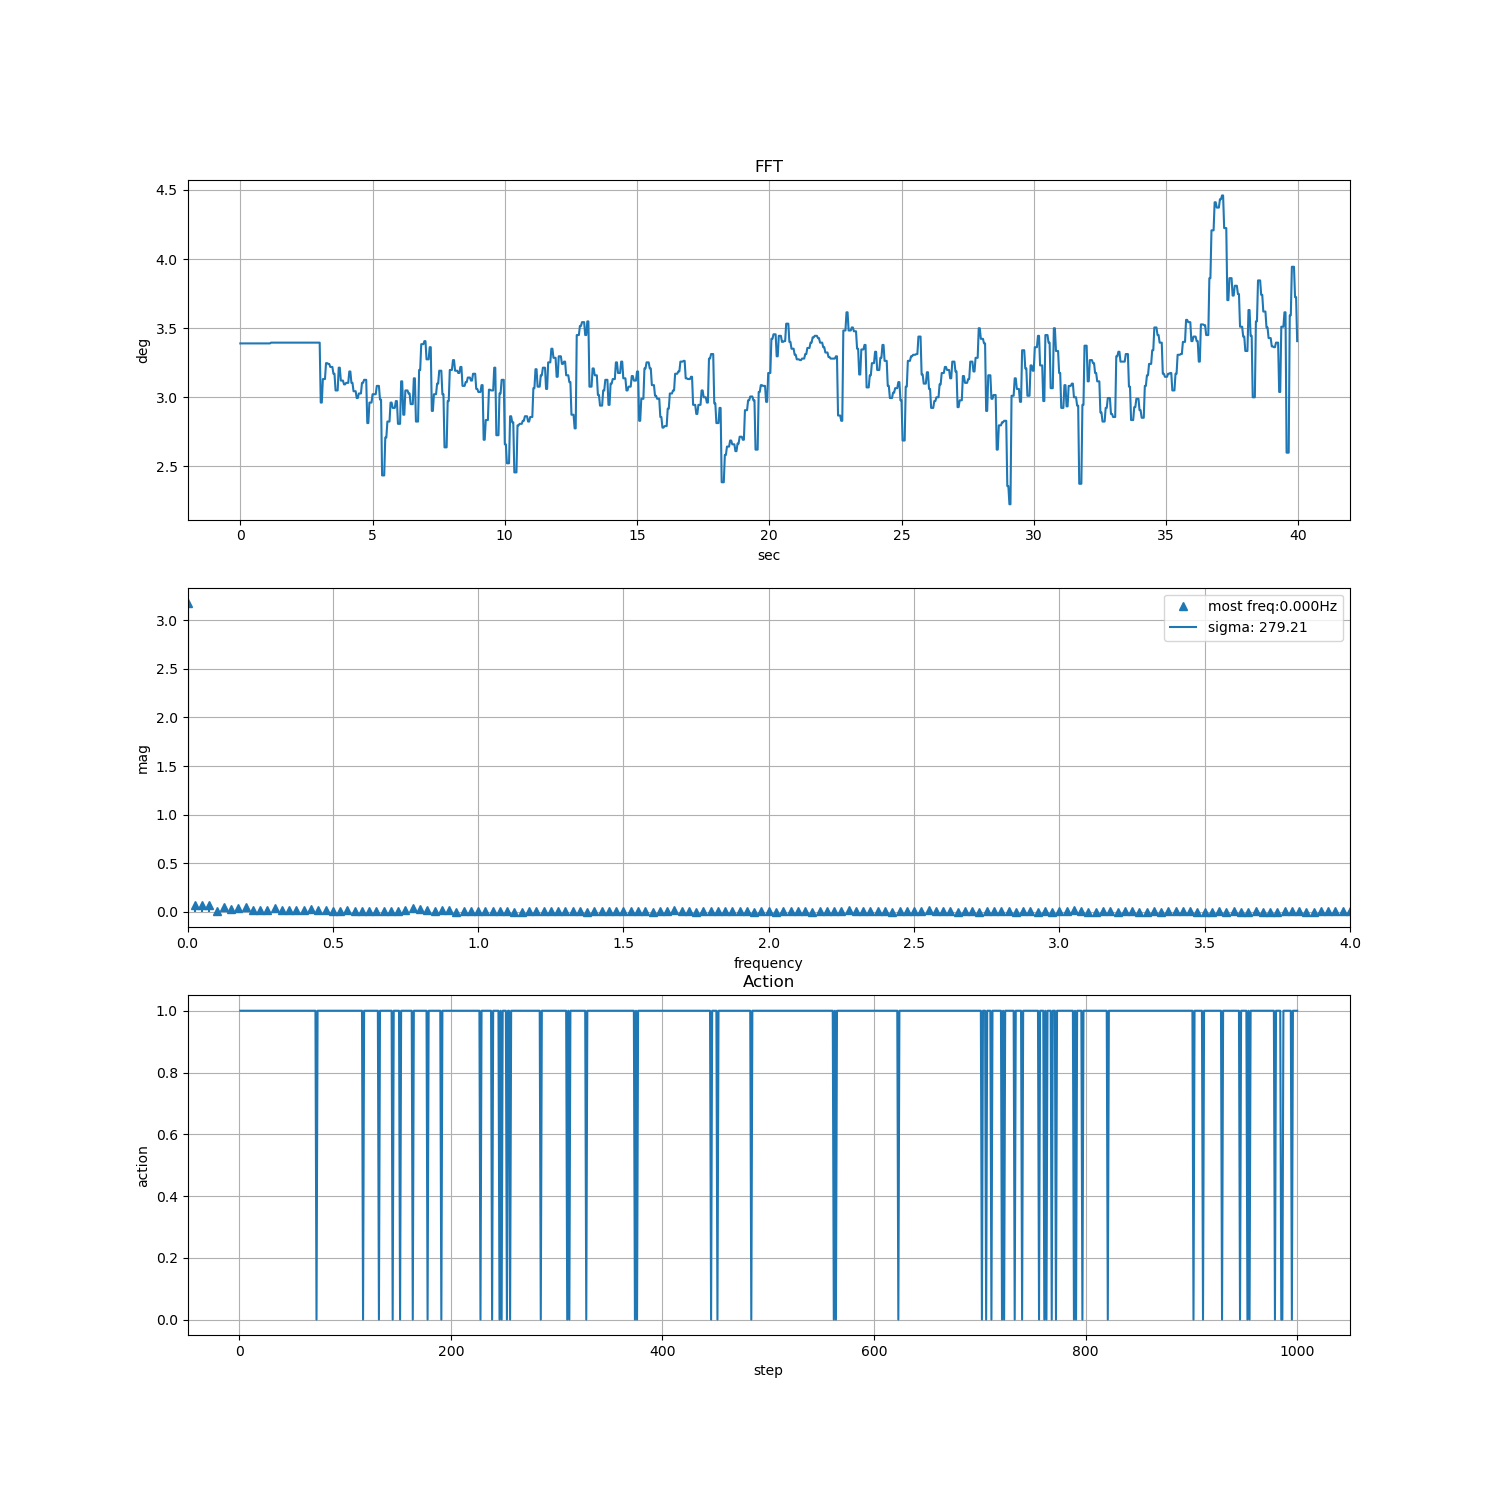 FFT
4.5
4.0
3.5
3.0
2.5
deg
0 5 10 15 20 25 30 35 40
sec
3.0
2.5
2.0
1.5
1.0
0.5
0.0
mag
most freq:0.000Hz
sigma: 279.21
0.0 0.5 1.0 1.5 2.0 2.5 3.0 3.5 4.0
frequency
Action
1.0
0.8
0.6
0.4
0.2
0.0
action
0 200 400 600 800 1000
step